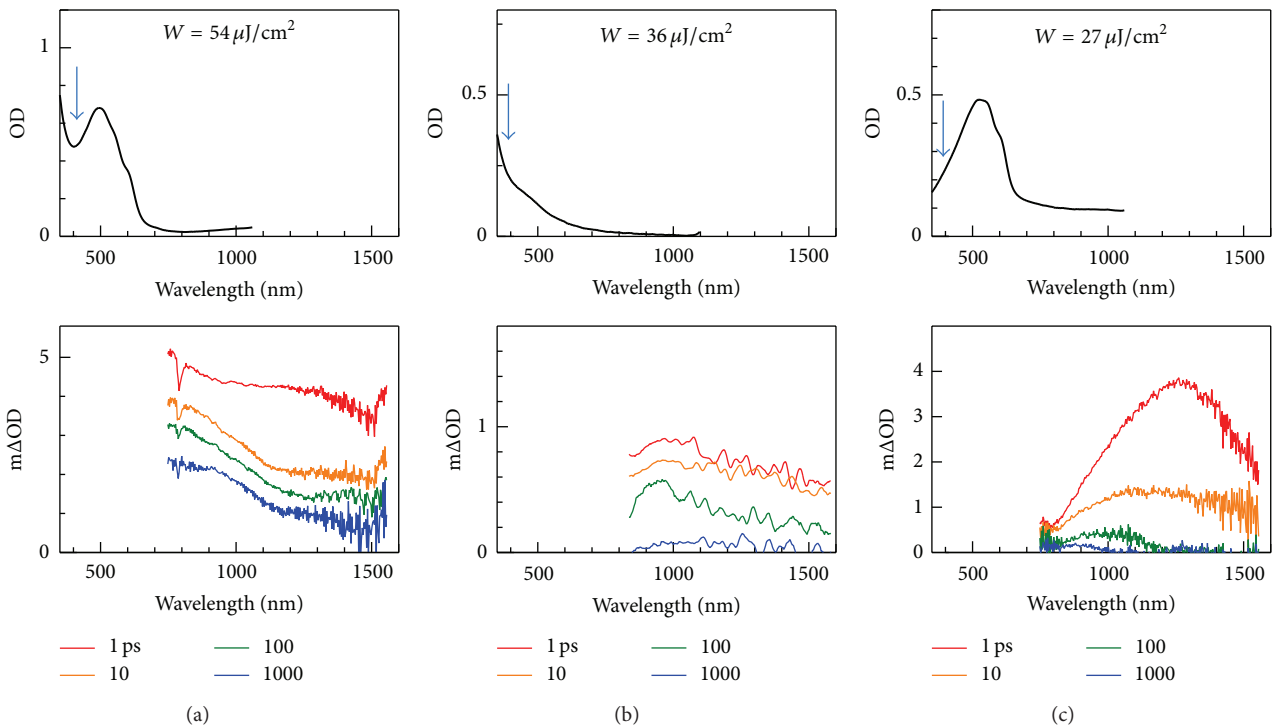 W = 54 μJ/cm²
1
OD
0
500
1000
1500
Wavelength (nm)
W = 36 μJ/cm²
1
OD
0.5
0
500
1000
1500
Wavelength (nm)
W = 27 μJ/cm²
OD
0.5
0
500
1000
1500
Wavelength (nm)
5
mΔOD
0
500
1000
1500
Wavelength (nm)
1
mΔOD
0
500
1000
1500
Wavelength (nm)
4
3
mΔOD
2
1
0
500
1000
1500
Wavelength (nm)
1 ps
100
10
1000
(a)
1 ps
100
10
1000
(b)
1 ps
100
10
1000
(c)